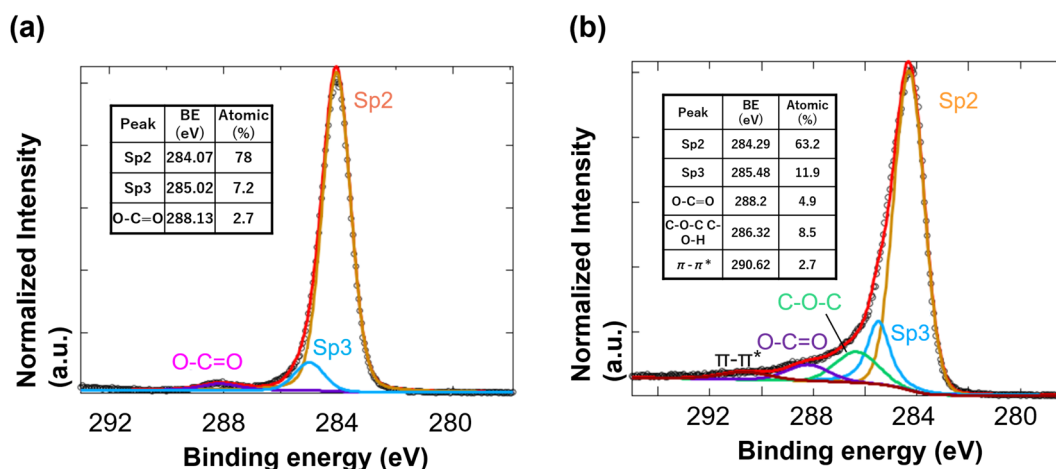 (a)
Normalized Intensity
(a.u.)
Peak BE (eV) Atomic (%)
Sp2 284.07 78
Sp3 285.02 7.2
O-C=O 288.13 2.7
Sp2
O-C=O
Sp3
292 288 284 280
Binding energy (eV)
(b)
Normalized Intensity
(a.u.)
Peak BE (eV) Atomic (%)
Sp2 284.29 63.2
Sp3 285.48 11.9
O-C=O 288.2 4.9
C-O-C C-O-H 286.32 8.5
π-π* 290.62 2.7
Sp2
C-O-C
O-C=O
Sp3
π-π*
292 288 284 280
Binding energy (eV)